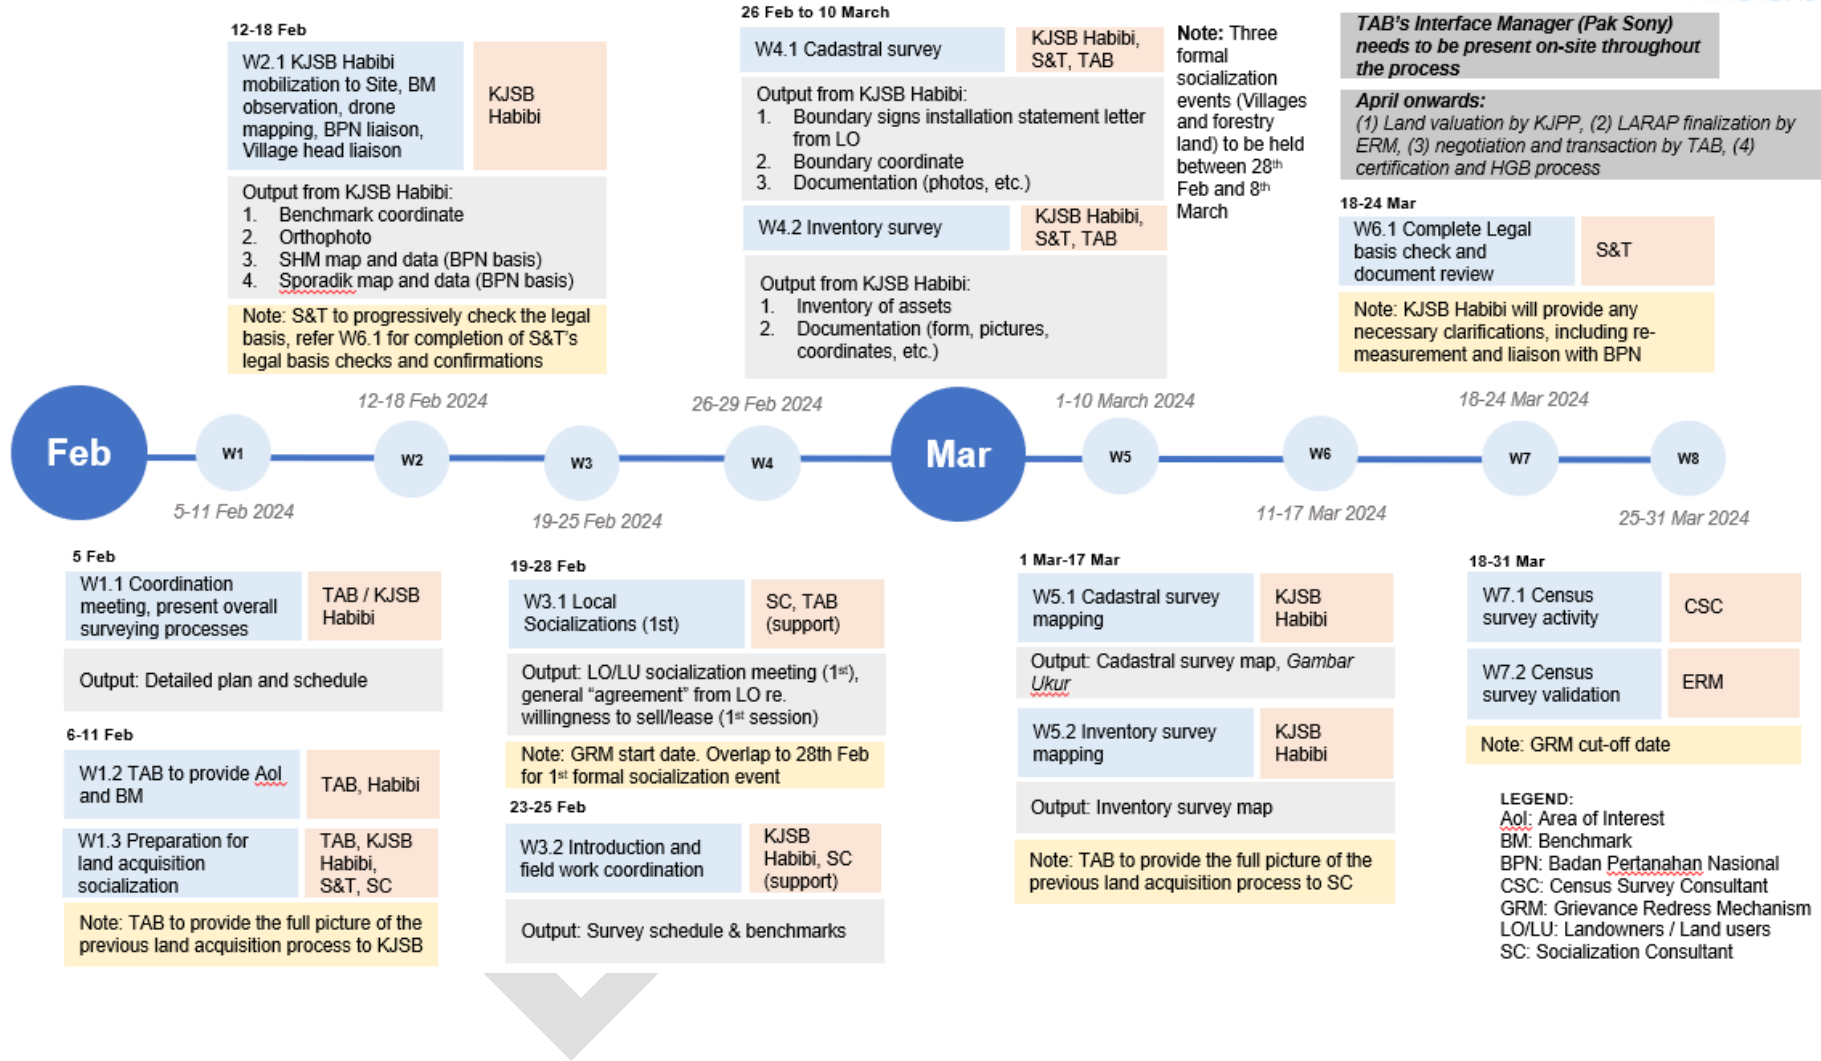 12-18 Feb
W2.1 KJSB Habibi
mobilization to Site, BM
observation, drone
mapping, BPN liaison,
Village head liaison
KJSB
Habibi
Output from KJSB Habibi:
1. Benchmark coordinate
2. Orthophoto
3. SHM map and data (BPN basis)
4. Sporadik map and data (BPN basis)
Note: S&T to progressively check the legal
basis, refer W6.1 for completion of S&T's
legal basis checks and confirmations
26 Feb to 10 March
W4.1 Cadastral survey
KJSB Habibi,
S&T, TAB
Output from KJSB Habibi:
1. Boundary signs installation statement letter
from LO
2. Boundary coordinate
3. Documentation (photos, etc.)
W4.2 Inventory survey
KJSB Habibi,
S&T, TAB
Output from KJSB Habibi:
1. Inventory of assets
2. Documentation (form, pictures,
coordinates, etc.)
Note: Three
formal
socialization
events (Villages
and forestry
land) to be held
between 28th
Feb and 8th
March
TAB's Interface Manager (Pak Sony)
needs to be present on-site throughout
the process
April onwards:
(1) Land valuation by KJPP, (2) LARAP finalization by
ERM, (3) negotiation and transaction by TAB, (4)
certification and HGB process
18-24 Mar
W6.1 Complete Legal
basis check and
document review
S&T
Note: KJSB Habibi will provide any
necessary clarifications, including re-
measurement and liaison with BPN
12-18 Feb 2024
26-29 Feb 2024
1-10 March 2024
18-24 Mar 2024
Feb
W1
W2
W3
W4
Mar
W5
W6
W7
W8
5-11 Feb 2024
19-25 Feb 2024
11-17 Mar 2024
25-31 Mar 2024
5 Feb
W1.1 Coordination
meeting, present overall
surveying processes
TAB / KJSB
Habibi
Output: Detailed plan and schedule
6-11 Feb
W1.2 TAB to provide AoI
and BM
TAB, Habibi
W1.3 Preparation for
land acquisition
socialization
TAB, KJSB
Habibi,
S&T, SC
Note: TAB to provide the full picture of the
previous land acquisition process to KJSB
19-28 Feb
W3.1 Local
Socializations (1st)
SC, TAB
(support)
Output: LO/LU socialization meeting (1st),
general “agreement” from LO re.
willingness to sell/lease (1st session)
Note: GRM start date. Overlap to 28th Feb
for 1st formal socialization event
23-25 Feb
W3.2 Introduction and
field work coordination
KJSB
Habibi, SC
(support)
Output: Survey schedule & benchmarks
1 Mar-17 Mar
W5.1 Cadastral survey
mapping
KJSB
Habibi
Output: Cadastral survey map, Gambar
Ukur
W5.2 Inventory survey
mapping
KJSB
Habibi
Output: Inventory survey map
Note: TAB to provide the full picture of the
previous land acquisition process to SC
18-31 Mar
W7.1 Census
survey activity
CSC
W7.2 Census
survey validation
ERM
Note: GRM cut-off date
LEGEND:
AoI: Area of Interest
BM: Benchmark
BPN: Badan Pertanahan Nasional
CSC: Census Survey Consultant
GRM: Grievance Redress Mechanism
LO/LU: Landowners / Land users
SC: Socialization Consultant